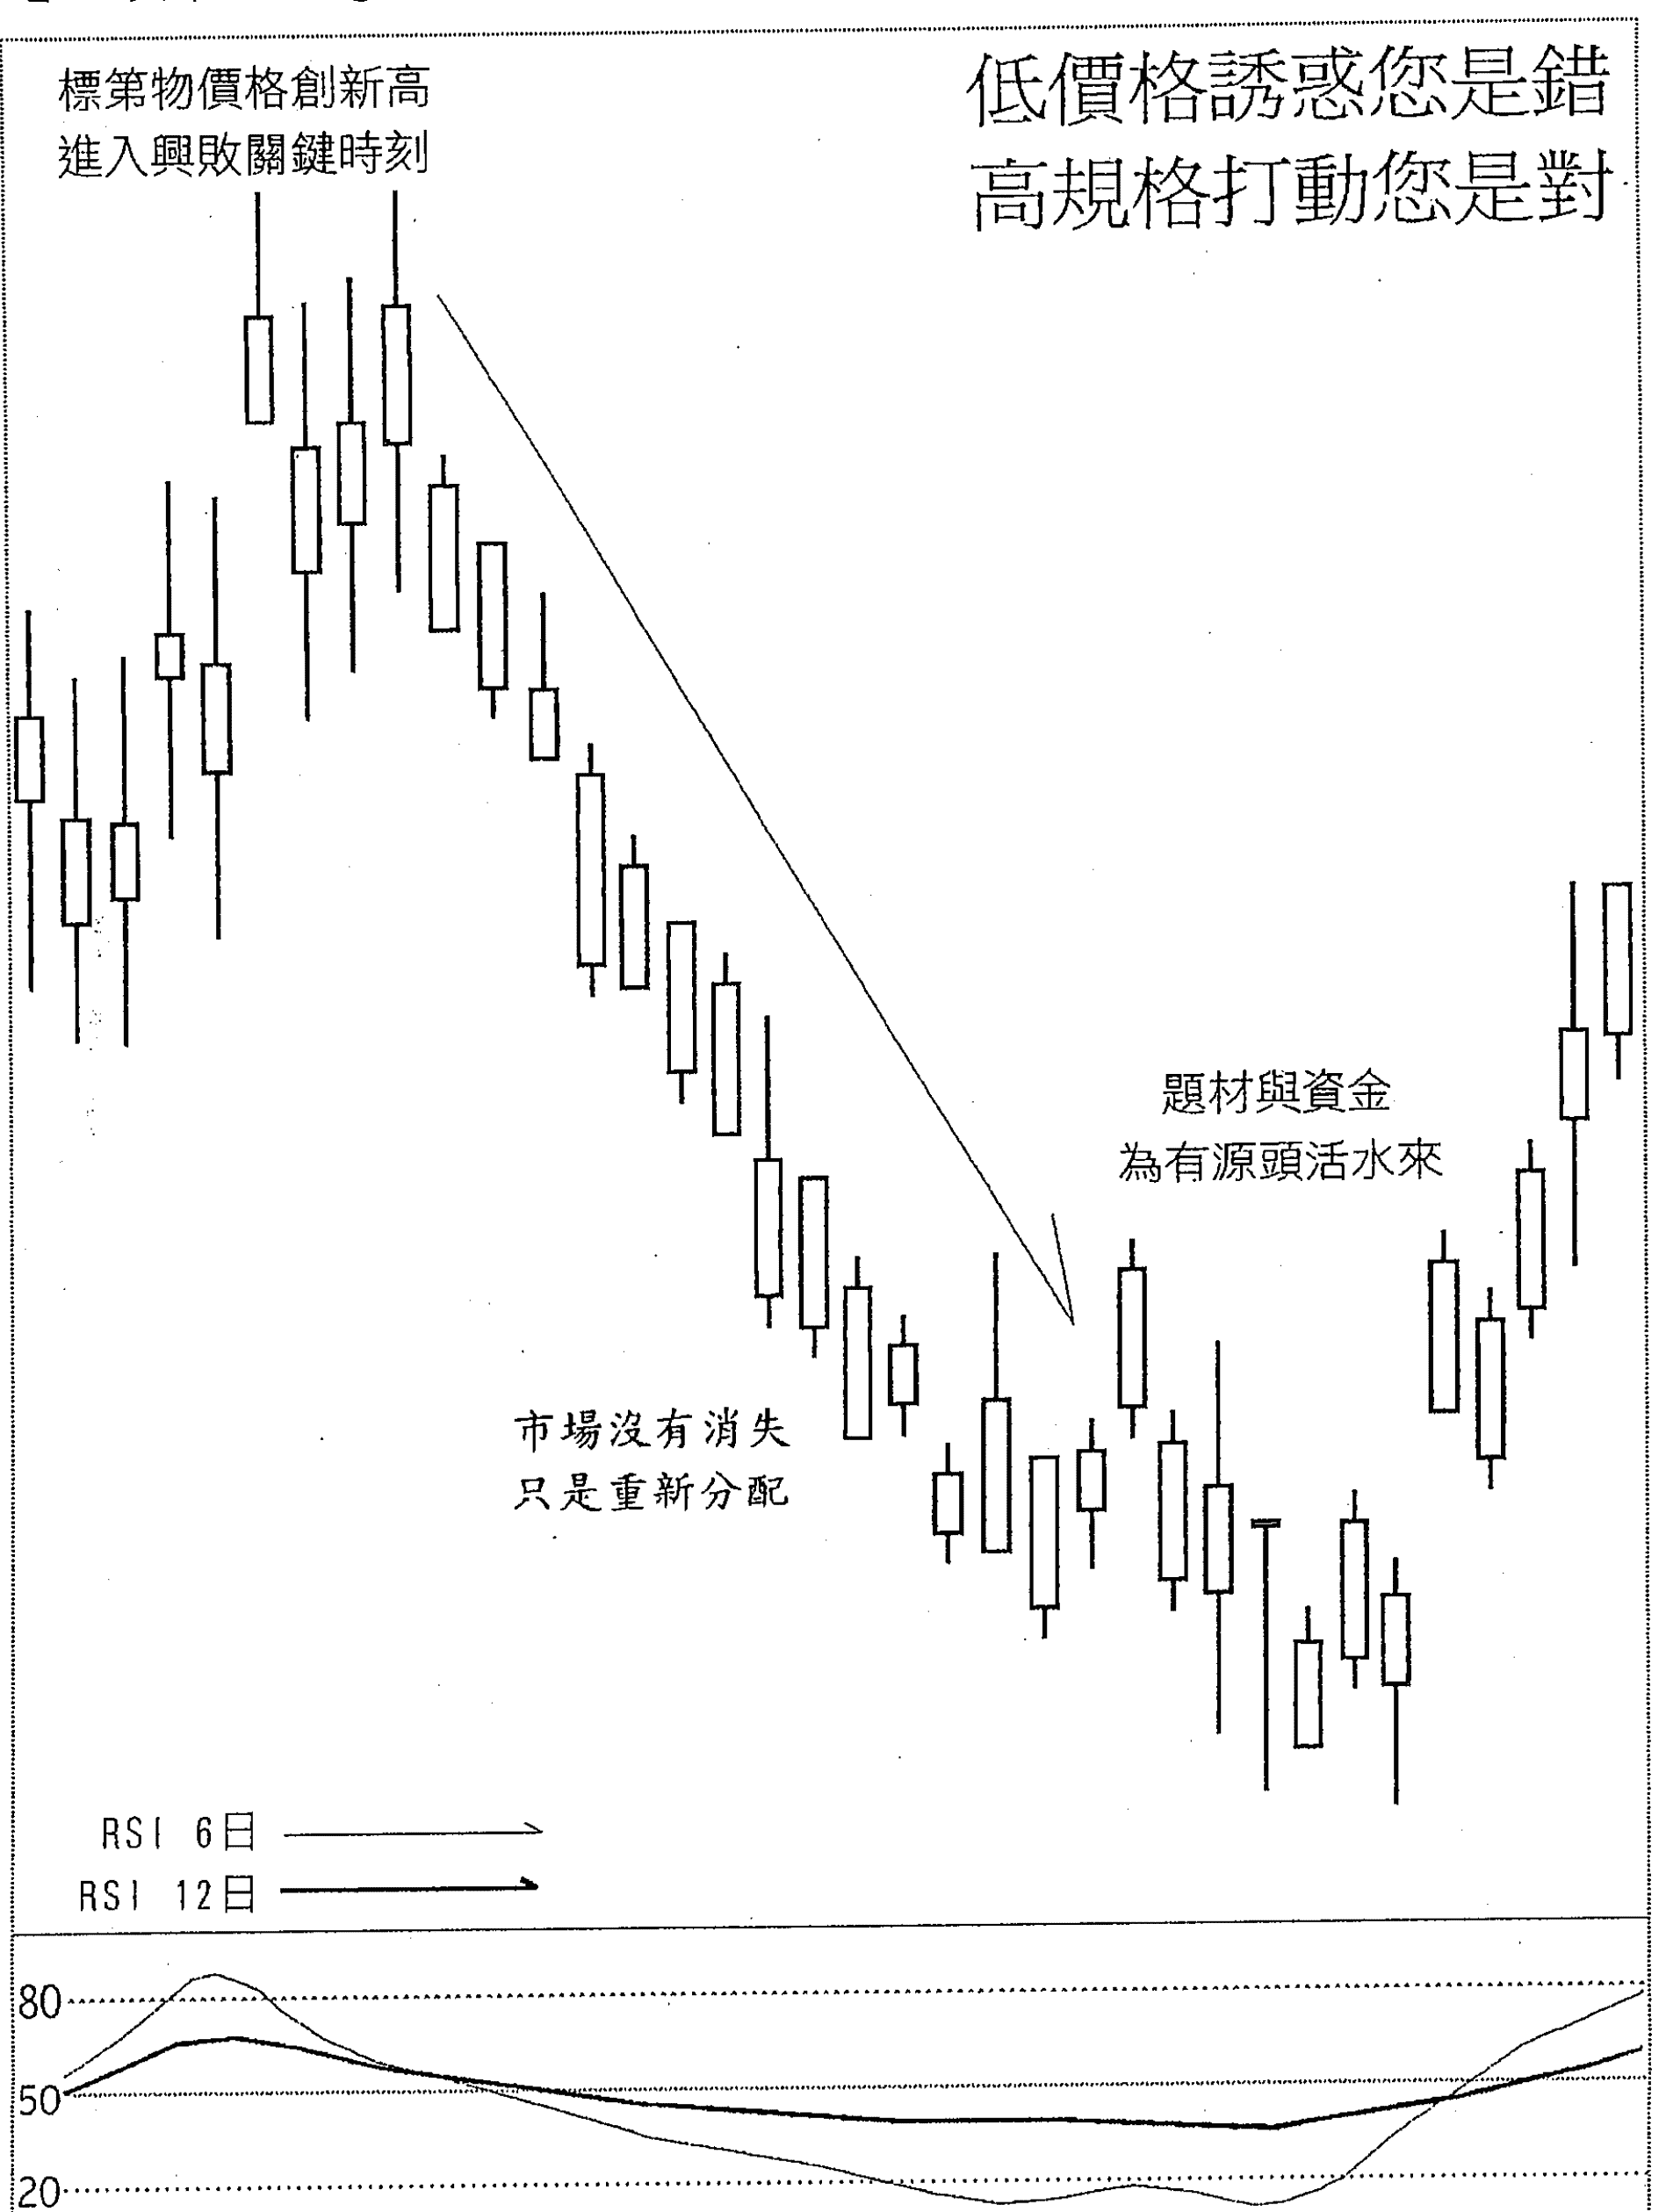 標第物價格創新高
進入興敗關鍵時刻
低價格誘惑您是錯
高規格打動您是對
題材與資金
為有源頭活水來
市場沒有消失
只是重新分配
RSI 6日
RSI 12日
80
50
20